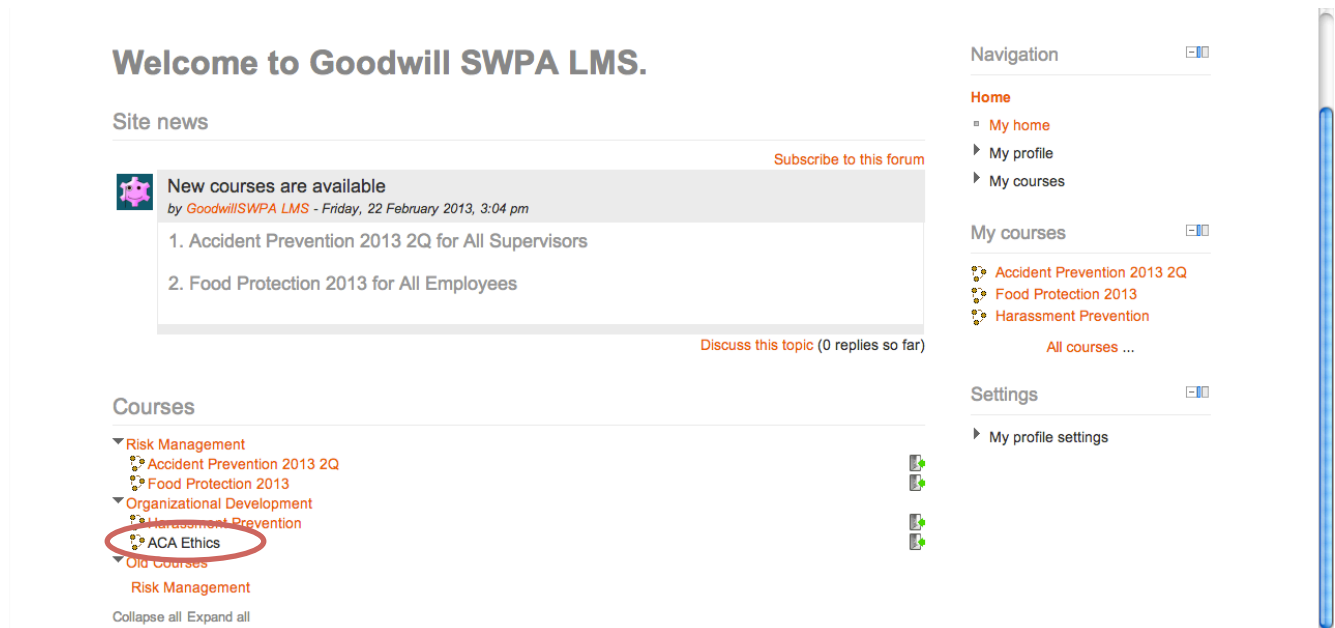 Welcome to Goodwill SWPA LMS.
Site news
Subscribe to this forum
New courses are available
by GoodwillSWPA LMS - Friday, 22 February 2013, 3:04 pm
1. Accident Prevention 2013 2Q for All Supervisors
2. Food Protection 2013 for All Employees
Discuss this topic (0 replies so far)
Courses
Risk Management
Accident Prevention 2013 2Q
Food Protection 2013
Organizational Development
Harassment Prevention
ACA Ethics
Old Courses
Risk Management
Collapse all Expand all
Navigation
Home
My home
My profile
My courses
My courses
Accident Prevention 2013 2Q
Food Protection 2013
Harassment Prevention
All courses ...
Settings
My profile settings